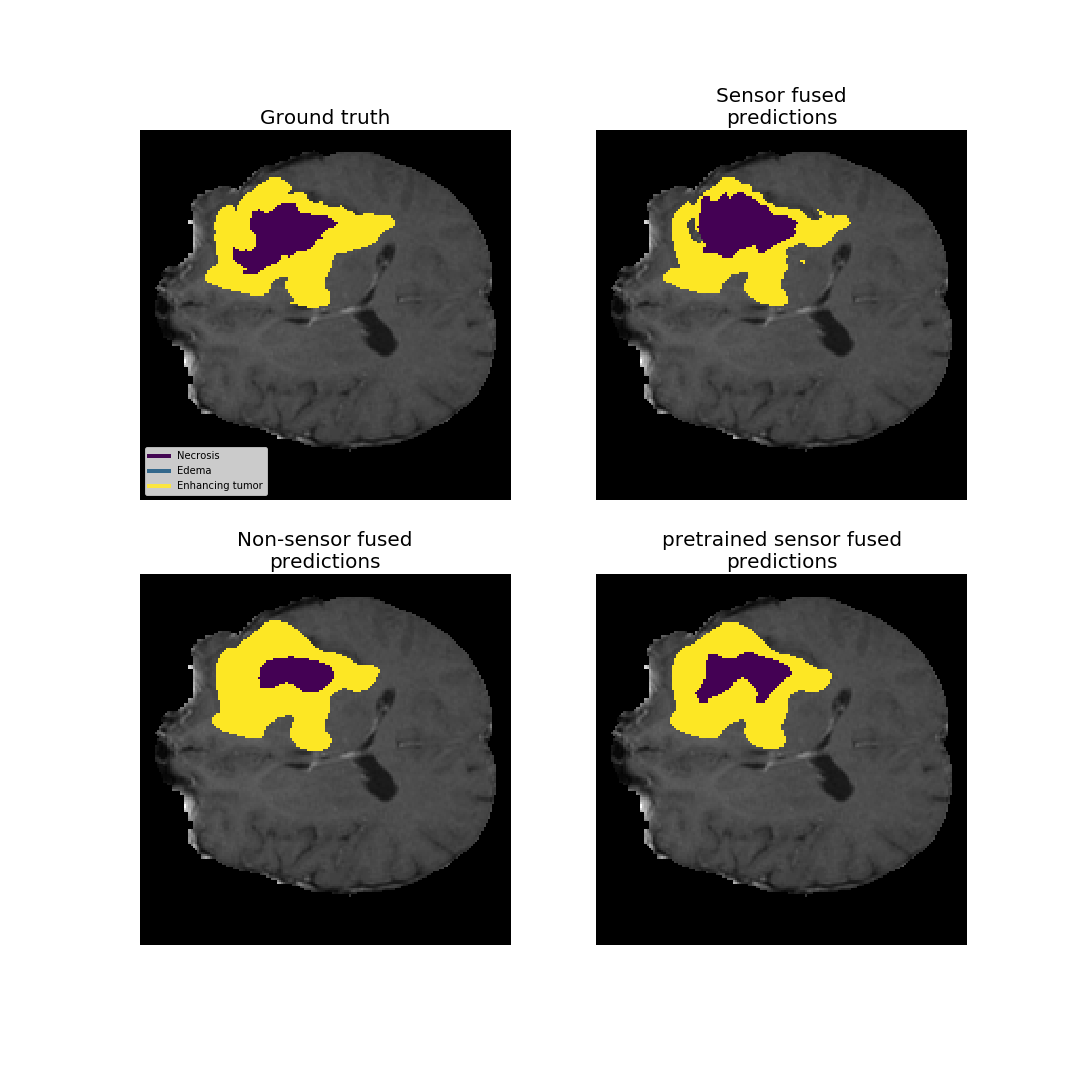 Ground truth
Sensor fused
predictions
Necrosis
Edema
Enhancing tumor
Non-sensor fused
predictions
pretrained sensor fused
predictions